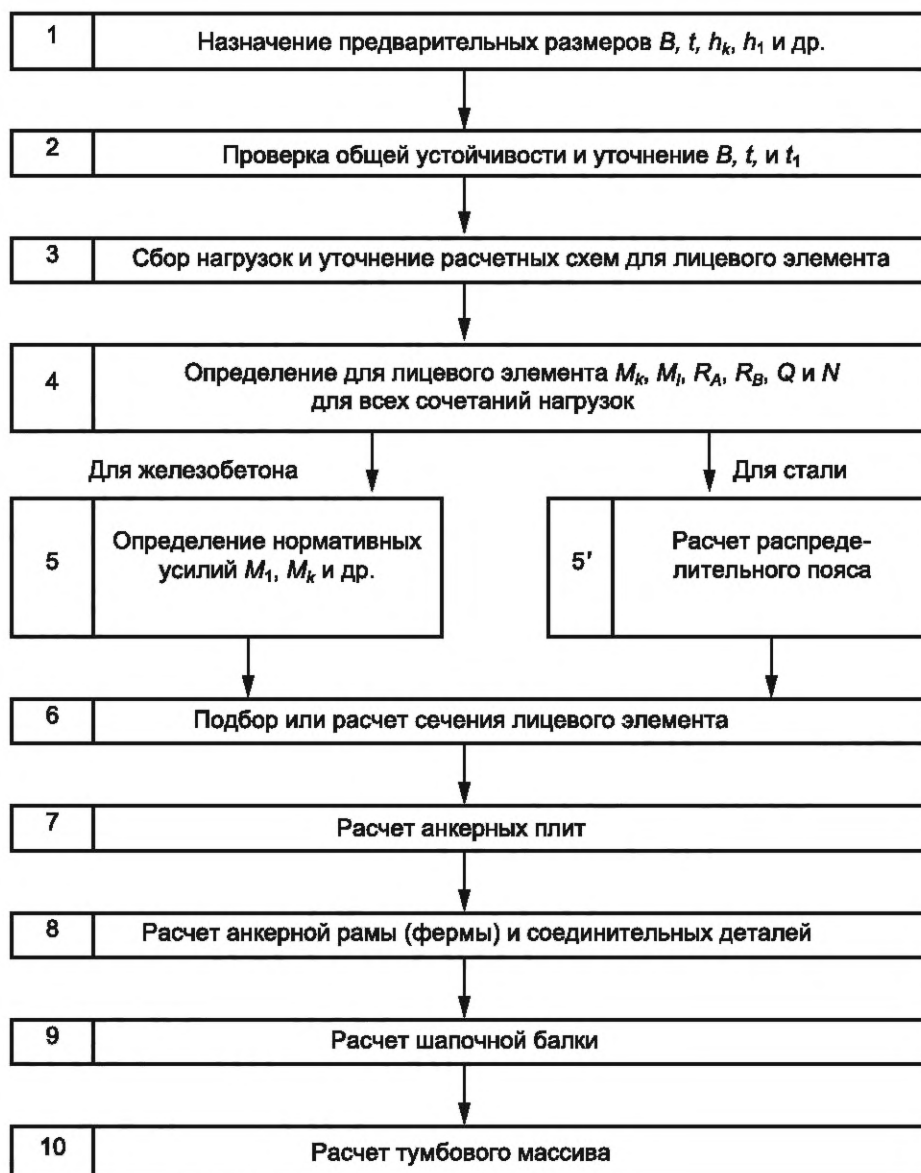 1
Назначение предварительных размеров B, t, hₖ, h₁ и др.
2
Проверка общей устойчивости и уточнение B, t, и t₁
3
Сбор нагрузок и уточнение расчетных схем для лицевого элемента
4
Определение для лицевого элемента Mₖ, Mₗ, R_A, R_B, Q и N
для всех сочетаний нагрузок
Для железобетона
Для стали
5
Определение нормативных
усилий M₁, Mₖ и др.
5'
Расчет распреде-
лительного пояса
6
Подбор или расчет сечения лицевого элемента
7
Расчет анкерных плит
8
Расчет анкерной рамы (фермы) и соединительных деталей
9
Расчет шапочной балки
10
Расчет тумбового массива